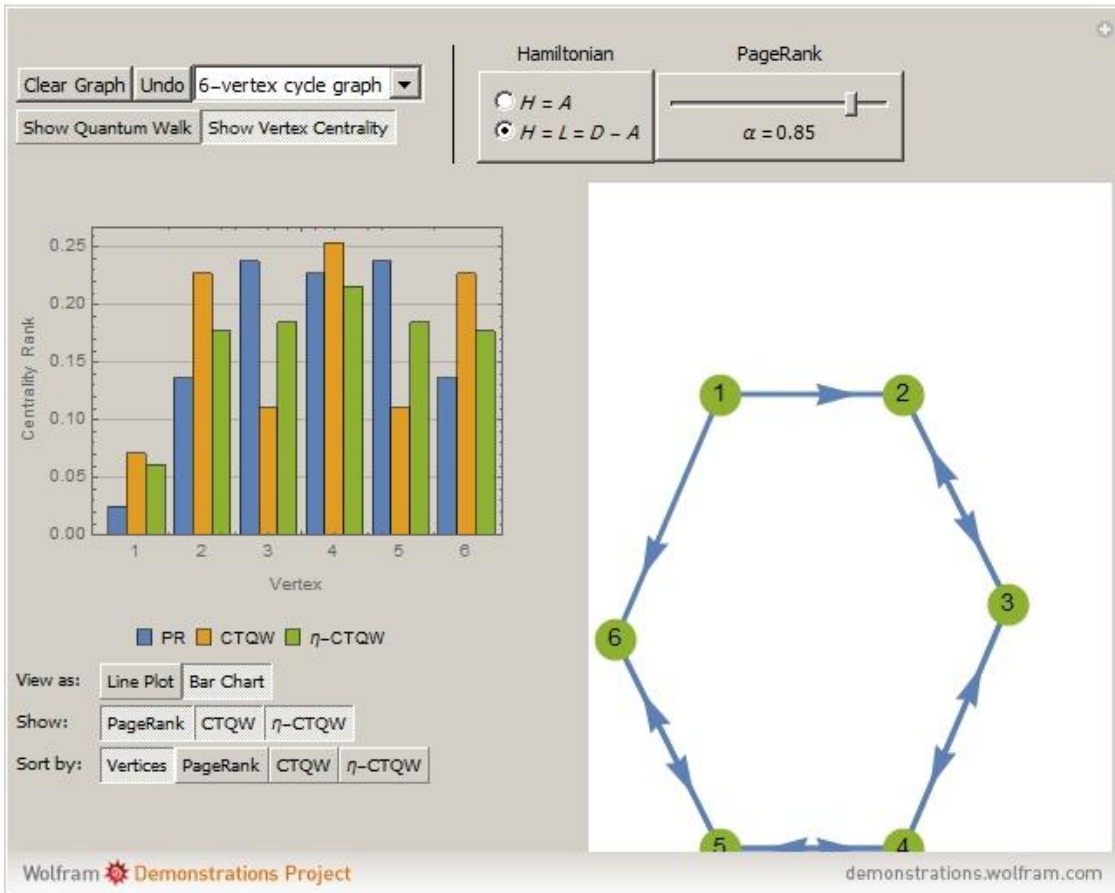 Hamiltonian
PageRank
Clear Graph Undo 6-vertex cycle graph
Show Quantum Walk Show Vertex Centrality
H = A
H = L = D - A
α = 0.85
0.25
0.20
0.15
0.10
0.05
0.00
Centrality Rank
1 2 3 4 5 6
Vertex
PR CTQW η-CTQW
View as: Line Plot Bar Chart
Show: PageRank CTQW η-CTQW
Sort by: Vertices PageRank CTQW η-CTQW
1 2
3
6
5 4
Wolfram Demonstrations Project
demonstrations.wolfram.com